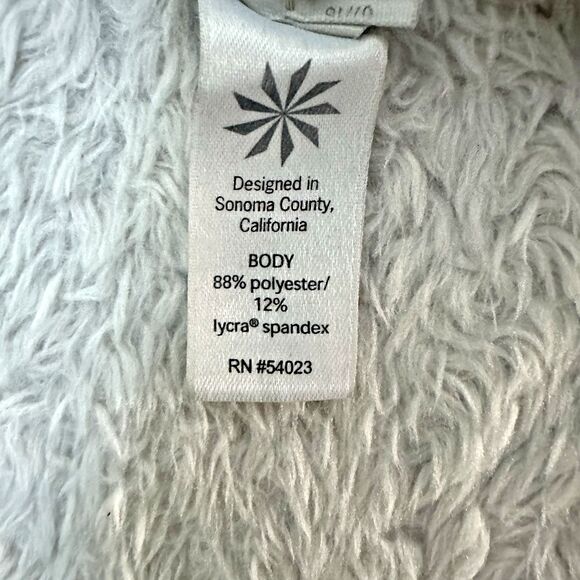 Designed in
Sonoma County,
California
BODY
88% polyester/
12%
lycra® spandex
RN #54023